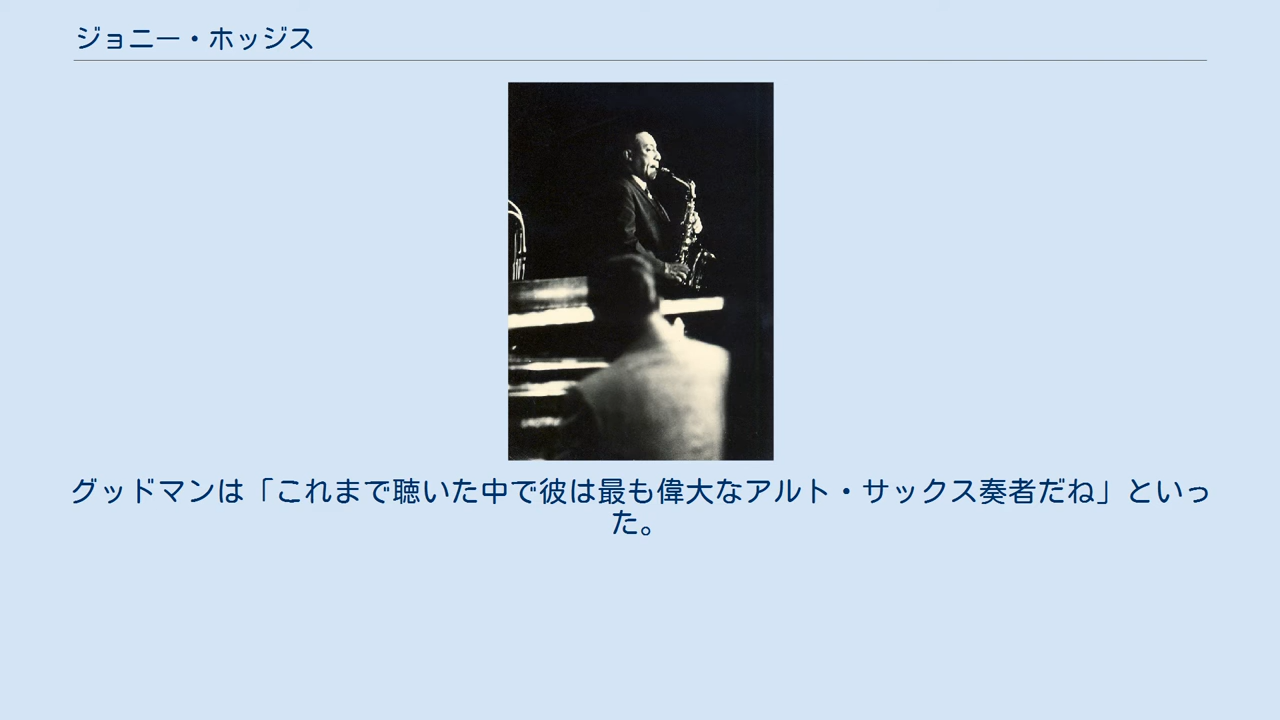 ジョニー・ホッジス
グッドマンは「これまで聴いた中で彼は最も偉大なアルト・サックス奏者だね」といっ
た。